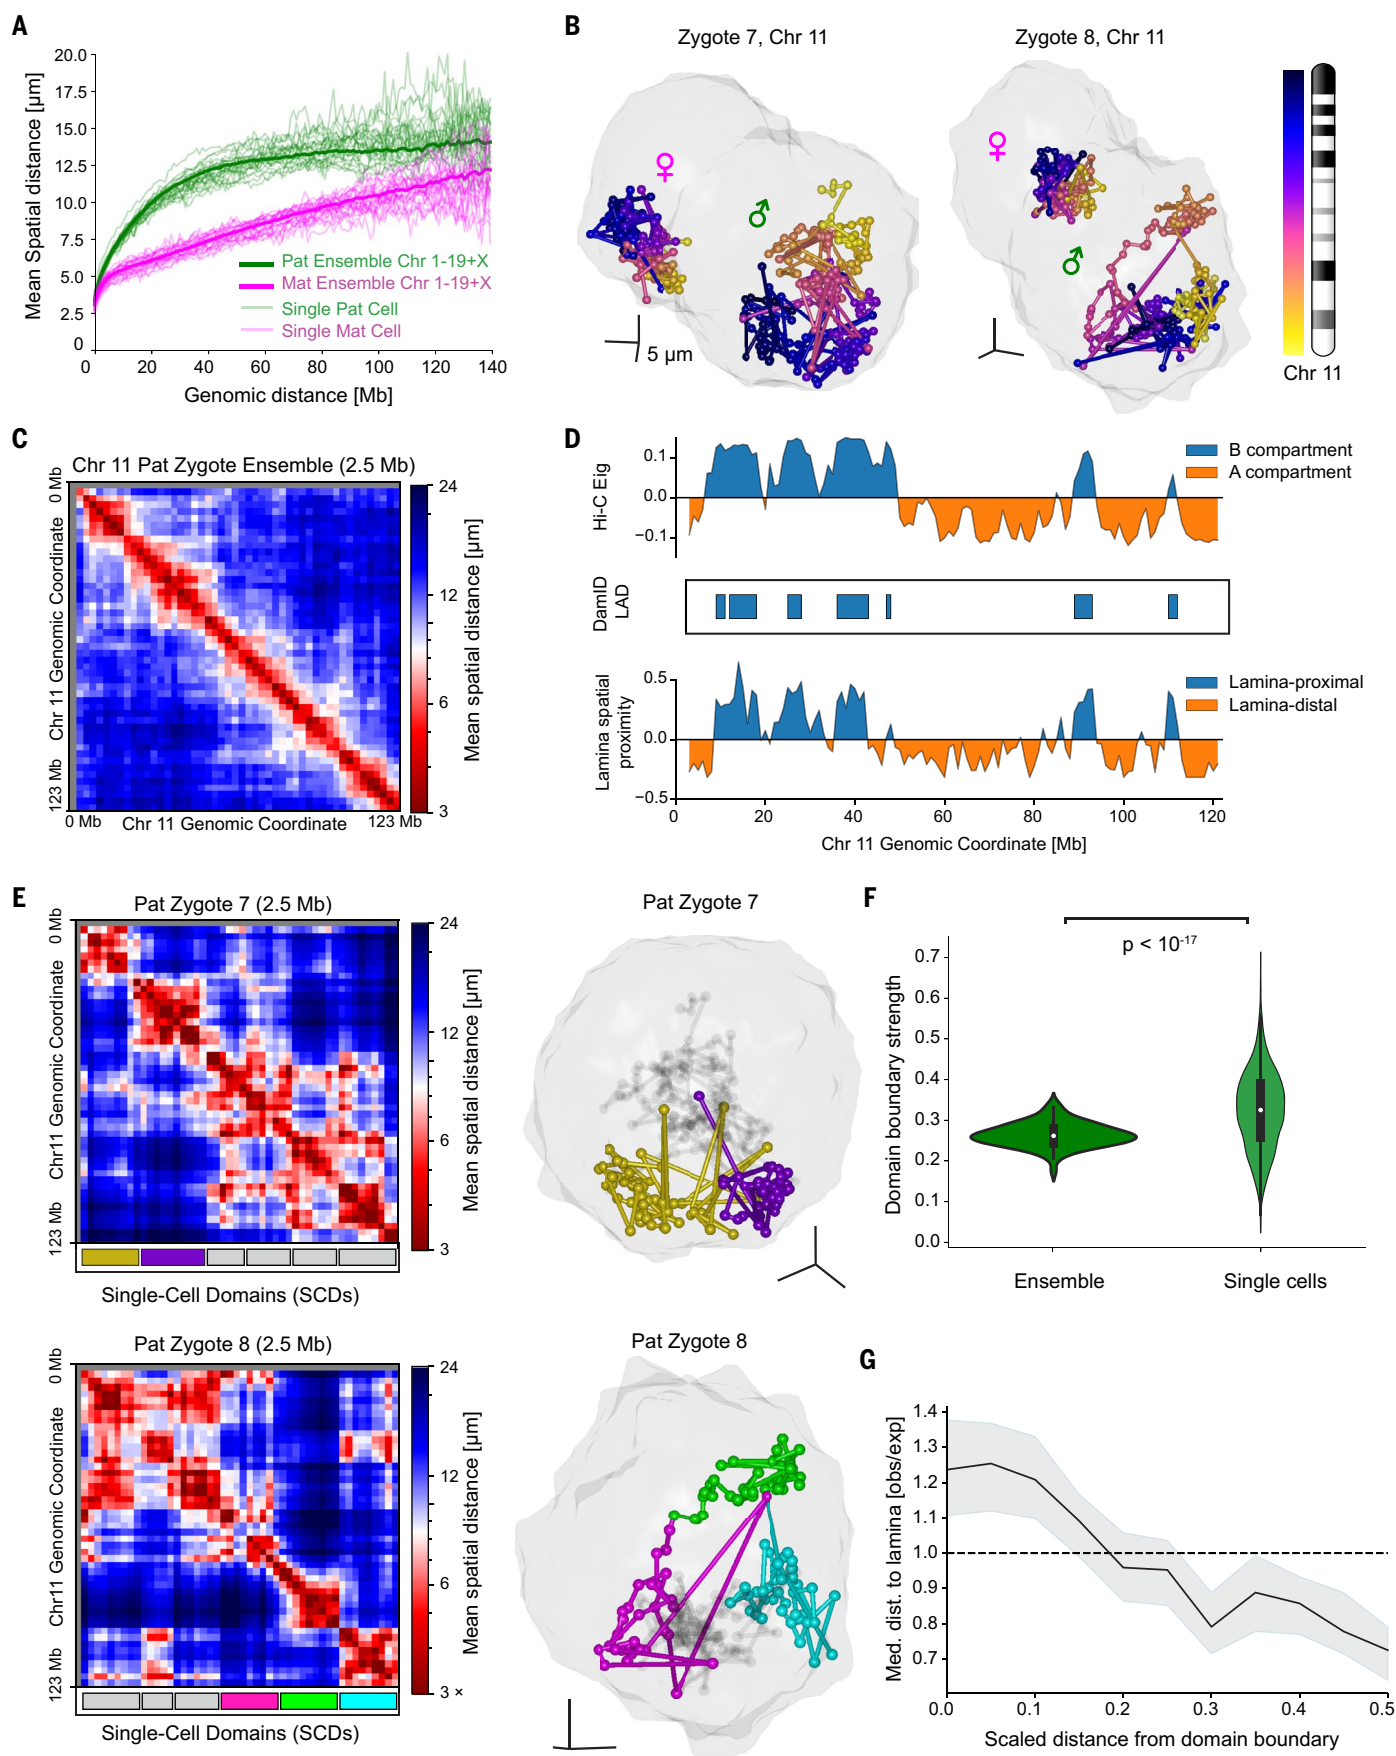 A
20.0
17.5
15.0
12.5
10.0
7.5
5.0
2.5
0
Mean Spatial distance [µm]
Pat Ensemble Chr 1-19+X
Mat Ensemble Chr 1-19+X
Single Pat Cell
Single Mat Cell
0 20 40 60 80 100 120 140
Genomic distance [Mb]
B
Zygote 7, Chr 11
Zygote 8, Chr 11
♀
♂
5 µm
♀
♂
Chr 11
C
Chr 11 Pat Zygote Ensemble (2.5 Mb)
0 Mb
Chr 11 Genomic Coordinate
123 Mb
0 Mb Chr 11 Genomic Coordinate 123 Mb
24
12
6
3
Mean spatial distance [µm]
D
Hi-C Eig
0.1
0.0
−0.1
B compartment
A compartment
DamID
LAD
Lamina spatial
proximity
0.5
0.0
−0.5
Lamina-proximal
Lamina-distal
0 20 40 60 80 100 120
Chr 11 Genomic Coordinate [Mb]
E
Pat Zygote 7 (2.5 Mb)
0 Mb
Chr11 Genomic Coordinate
123 Mb
24
12
6
3
Mean spatial distance [µm]
Single-Cell Domains (SCDs)
Pat Zygote 7
Pat Zygote 8 (2.5 Mb)
0 Mb
Chr11 Genomic Coordinate
123 Mb
24
12
6
3 ×
Mean spatial distance [µm]
Single-Cell Domains (SCDs)
Pat Zygote 8
F
p < 10⁻¹⁷
Domain boundary strength
0.7
0.6
0.5
0.4
0.3
0.2
0.1
0.0
Ensemble
Single cells
G
Med. dist. to lamina [obs/exp]
1.4
1.3
1.2
1.1
1.0
0.9
0.8
0.7
0.0 0.1 0.2 0.3 0.4 0.5
Scaled distance from domain boundary